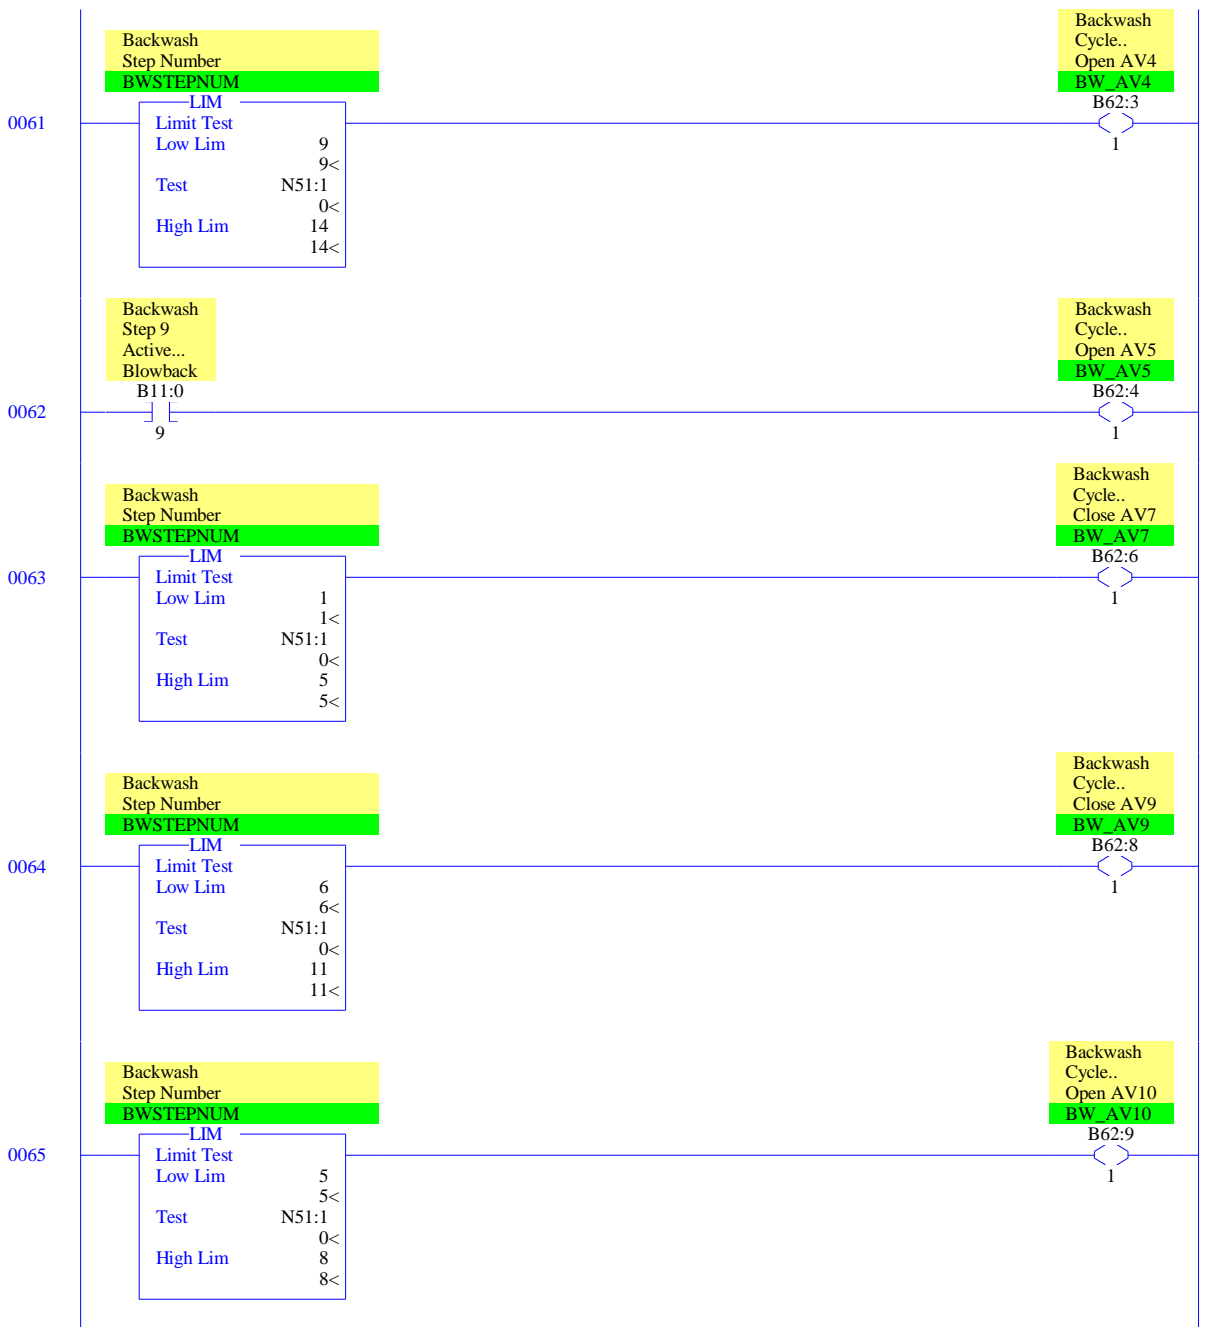 Backwash
Step Number
BWSTEPNUM
Backwash
Cycle..
Open AV4
BW_AV4
B62:3
1
0061
LIM
Limit Test
Low Lim 9
9<
Test N51:1
0<
High Lim 14
14<
Backwash
Step 9
Active...
Blowback
B11:0
9
0062
Backwash
Cycle..
Open AV5
BW_AV5
B62:4
1
Backwash
Step Number
BWSTEPNUM
Backwash
Cycle..
Close AV7
BW_AV7
B62:6
1
0063
LIM
Limit Test
Low Lim 1
1<
Test N51:1
0<
High Lim 5
5<
Backwash
Step Number
BWSTEPNUM
Backwash
Cycle..
Close AV9
BW_AV9
B62:8
1
0064
LIM
Limit Test
Low Lim 6
6<
Test N51:1
0<
High Lim 11
11<
Backwash
Step Number
BWSTEPNUM
Backwash
Cycle..
Open AV10
BW_AV10
B62:9
1
0065
LIM
Limit Test
Low Lim 5
5<
Test N51:1
0<
High Lim 8
8<